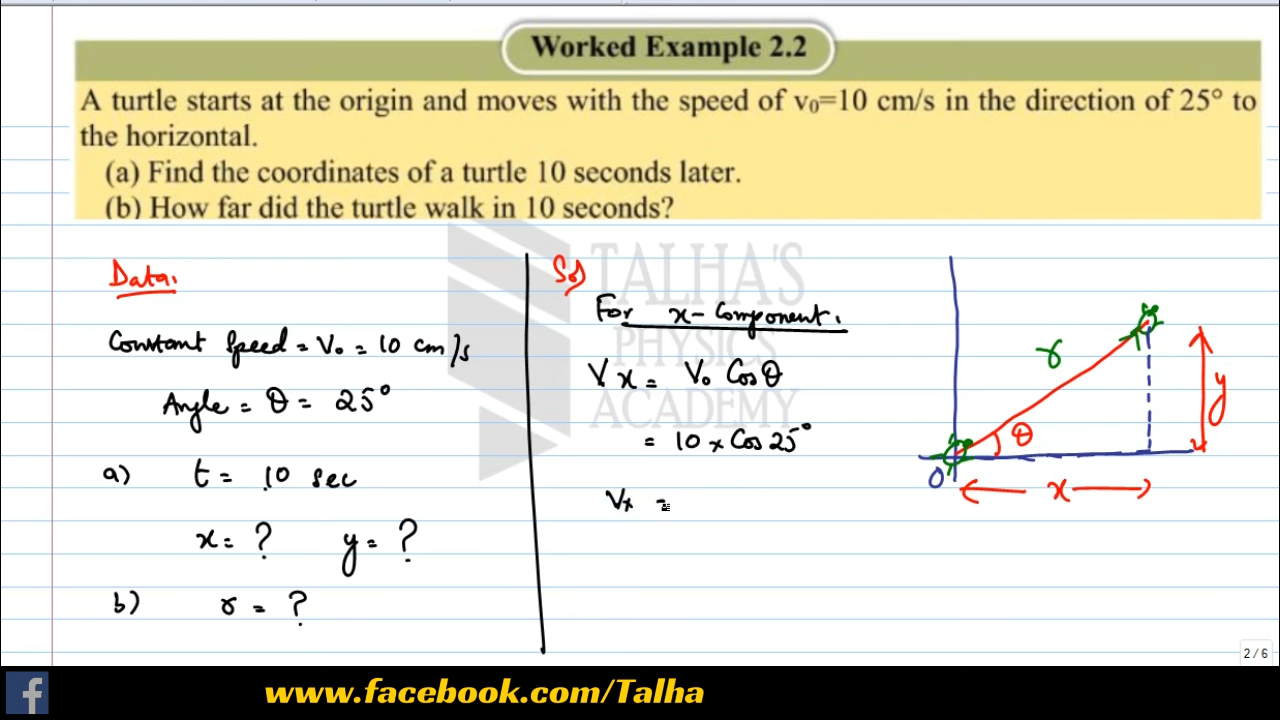 Worked Example 2.2
A turtle starts at the origin and moves with the speed of v₀=10 cm/s in the direction of 25° to
the horizontal.
(a) Find the coordinates of a turtle 10 seconds later.
(b) How far did the turtle walk in 10 seconds?
TALHA'S
PHYSICS
ACADEMY
Data.
Constant Speed = V₀ = 10 cm/s
Angle = θ = 25°
a) t = 10 sec
x = ? y = ?
b) r = ?
Sol
For x-Component.
Vx = V₀ Cosθ
= 10 x Cos 25°
Vx =
r
y
θ
O
x
2 / 6
f
www.facebook.com/Talha